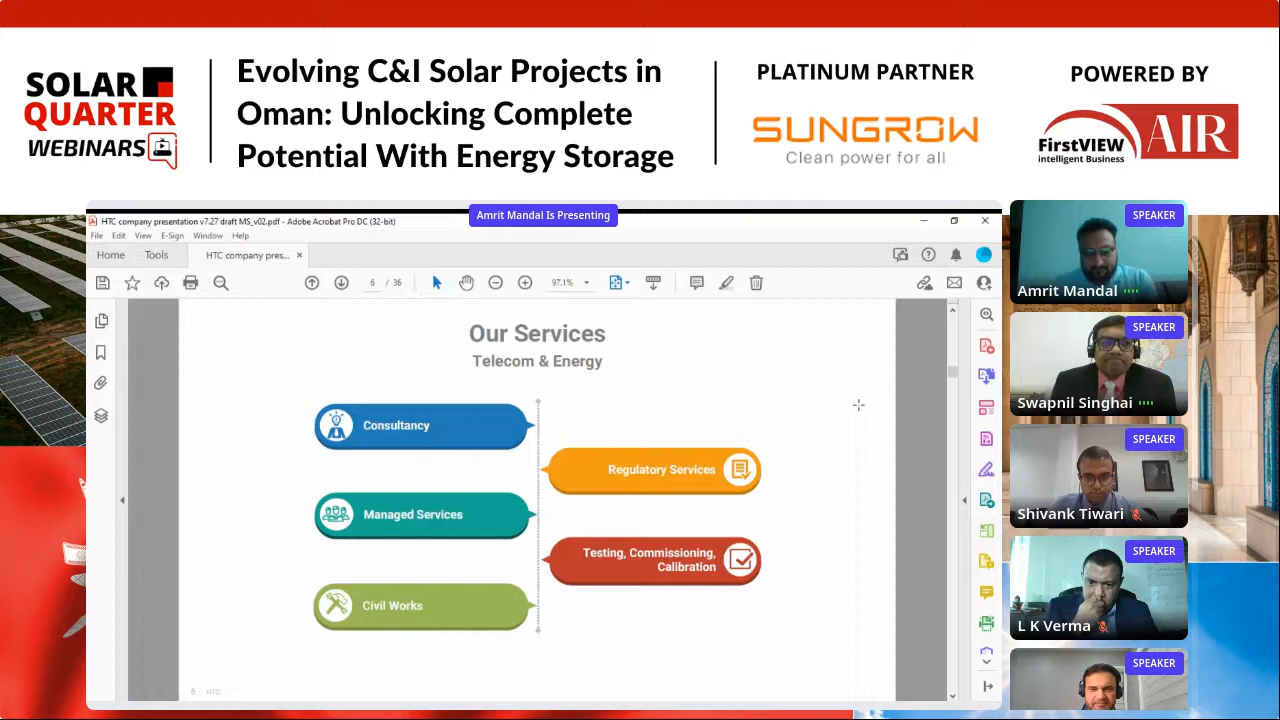 SOLAR
QUARTER
WEBINARS
Evolving C&I Solar Projects in
Oman: Unlocking Complete
Potential With Energy Storage
PLATINUM PARTNER
SUNGROW
Clean power for all
POWERED BY
FirstVIEW
intelligent Business
AIR
Amrit Mandal Is Presenting
HTC company presentation v7.27 draft MS_v02.pdf - Adobe Acrobat Pro DC (32-bit)
File Edit View E-Sign Window Help
Home Tools HTC company pres... ×
6 / 36 97.1%
Our Services
Telecom & Energy
Consultancy
Regulatory Services
Managed Services
Testing, Commissioning,
Calibration
Civil Works
6 HTC
SPEAKER
Amrit Mandal
SPEAKER
Swapnil Singhai
SPEAKER
Shivank Tiwari
SPEAKER
L K Verma
SPEAKER